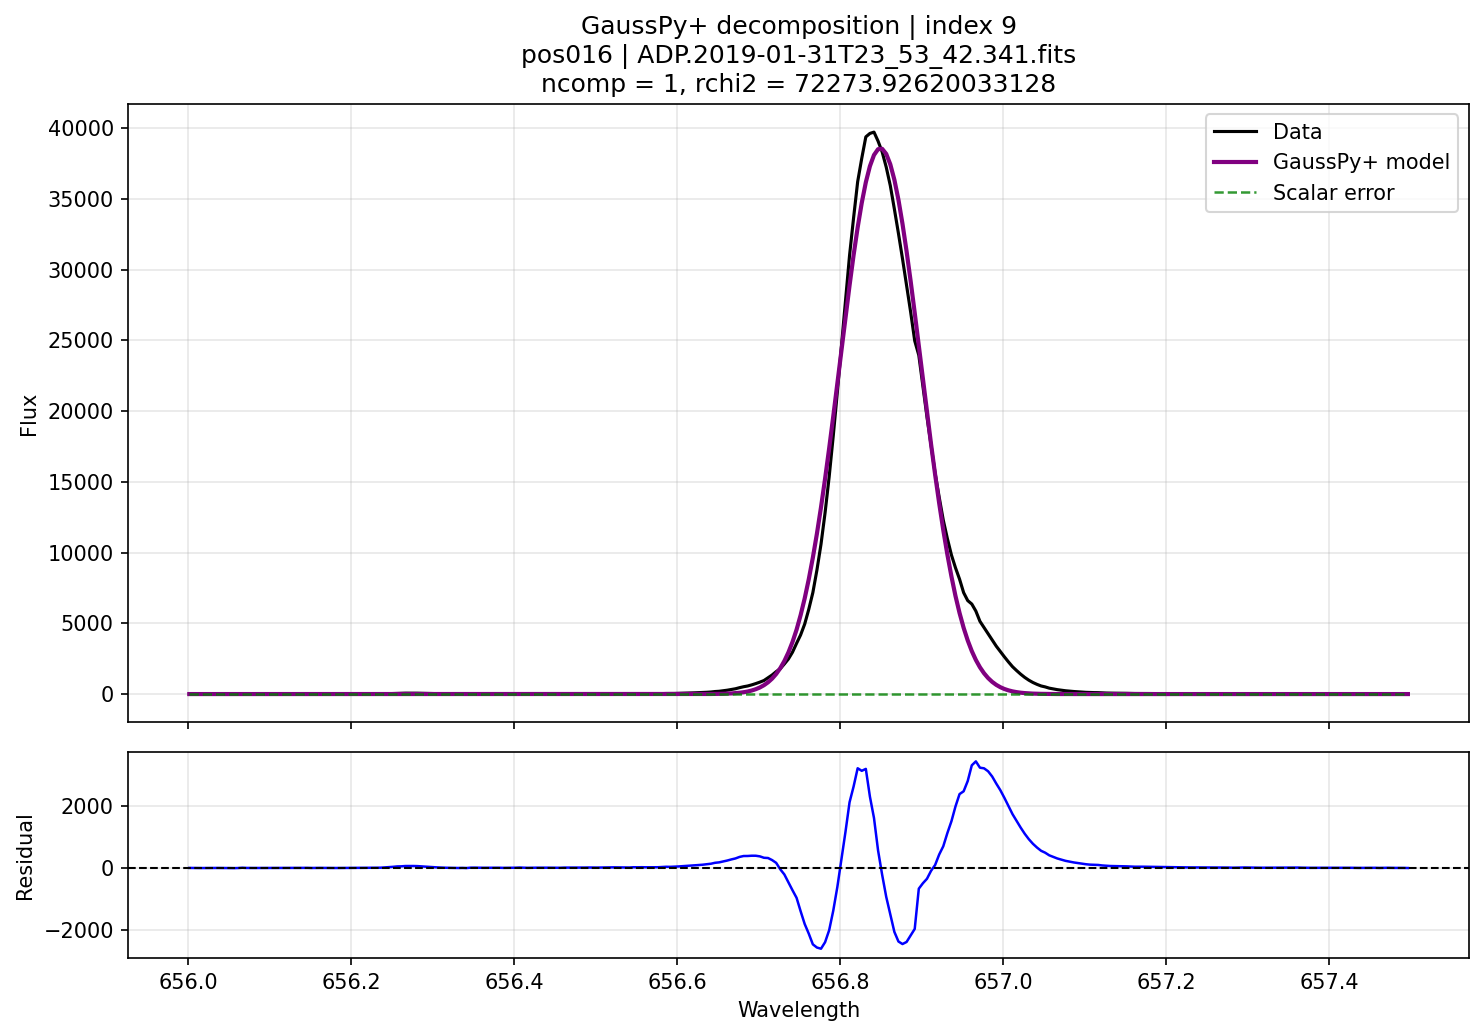 GaussPy+ decomposition | index 9
pos016 | ADP.2019-01-31T23_53_42.341.fits
ncomp = 1, rchi2 = 72273.92620033128
Data
GaussPy+ model
Scalar error
Flux
40000
35000
30000
25000
20000
15000
10000
5000
0
Residual
2000
0
−2000
656.0
656.2
656.4
656.6
656.8
657.0
657.2
657.4
Wavelength